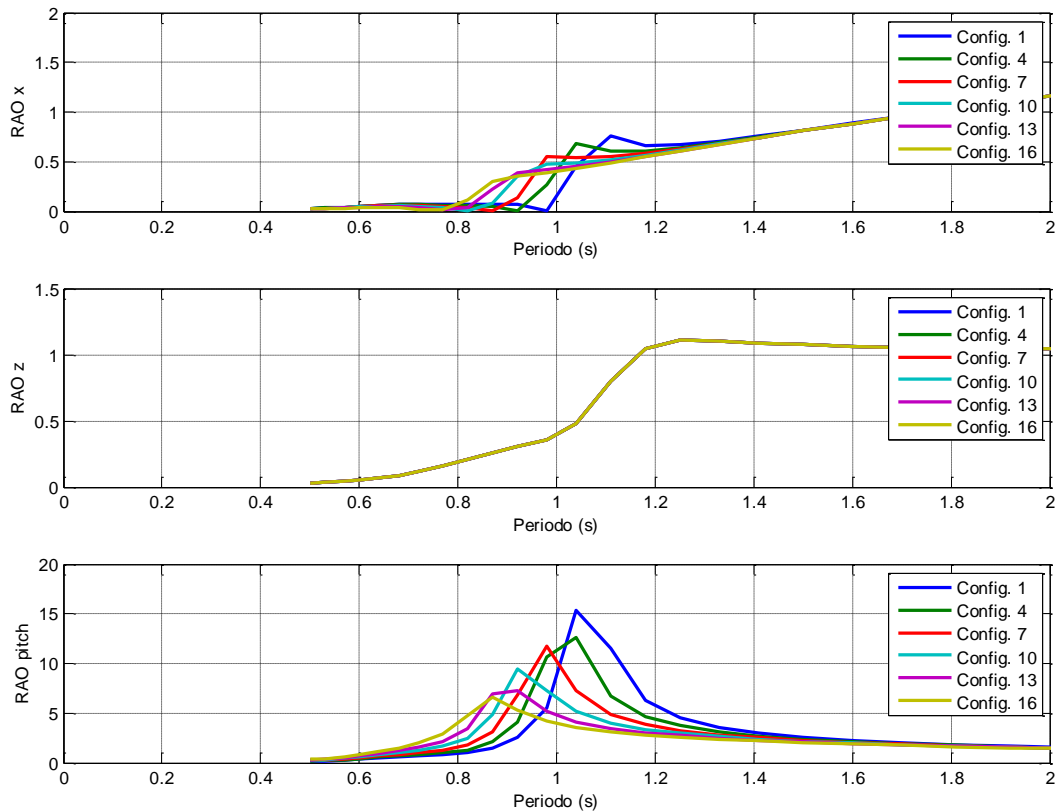 2
1.5
1
0.5
0
RAO x
0 0.2 0.4 0.6 0.8 1 1.2 1.4 1.6 1.8 2
Periodo (s)
Config. 1
Config. 4
Config. 7
Config. 10
Config. 13
Config. 16
1.5
1
0.5
0
RAO z
0 0.2 0.4 0.6 0.8 1 1.2 1.4 1.6 1.8 2
Periodo (s)
Config. 1
Config. 4
Config. 7
Config. 10
Config. 13
Config. 16
20
15
10
5
0
RAO pitch
0 0.2 0.4 0.6 0.8 1 1.2 1.4 1.6 1.8 2
Periodo (s)
Config. 1
Config. 4
Config. 7
Config. 10
Config. 13
Config. 16